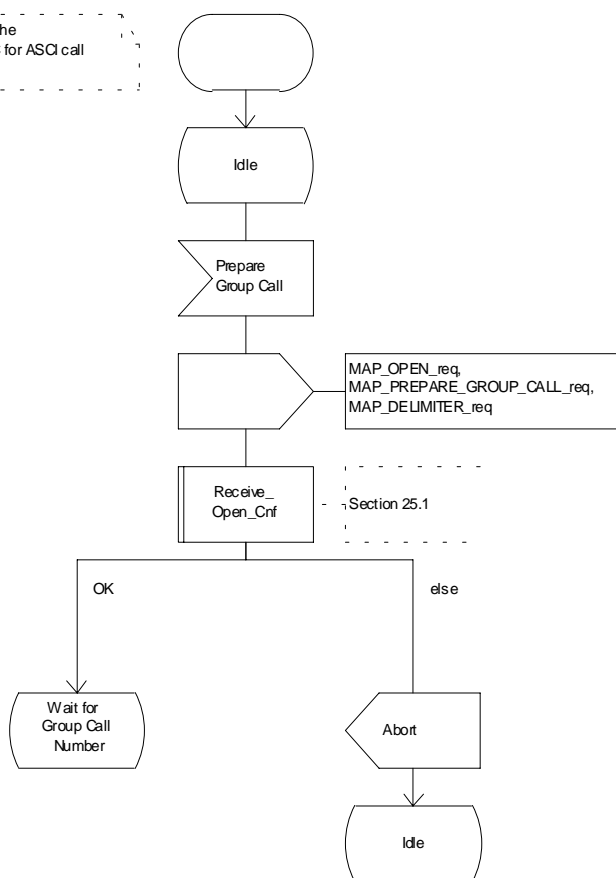 he
for ASCI call
Idle
Prepare
Group Call
MAP_OPEN_req,
MAP_PREPARE_GROUP_CALL_req,
MAP_DELIMITER_req
Receive_
Open_Cnf
Section 25.1
OK
else
Wait for
Group Call
Number
Abort
Idle